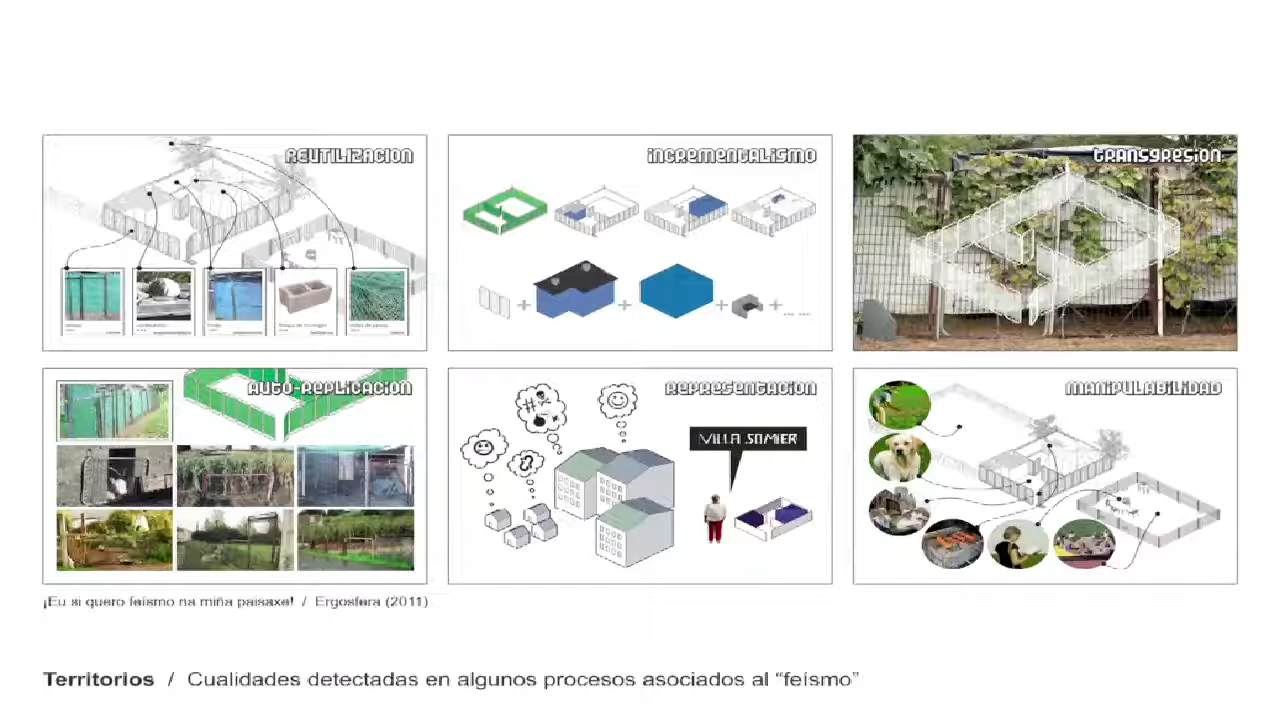 REUTILIZACION
INCREMENTALISMO
TRANSGRESION
AUTO-REPLICACION
REPRESENTACION
VILLA SOMIER
MANIPULABILIDAD
¡Eu si quero feísmo na miña paisaxe! / Ergosfera (2011)
Territorios / Cualidades detectadas en algunos procesos asociados al “feísmo”